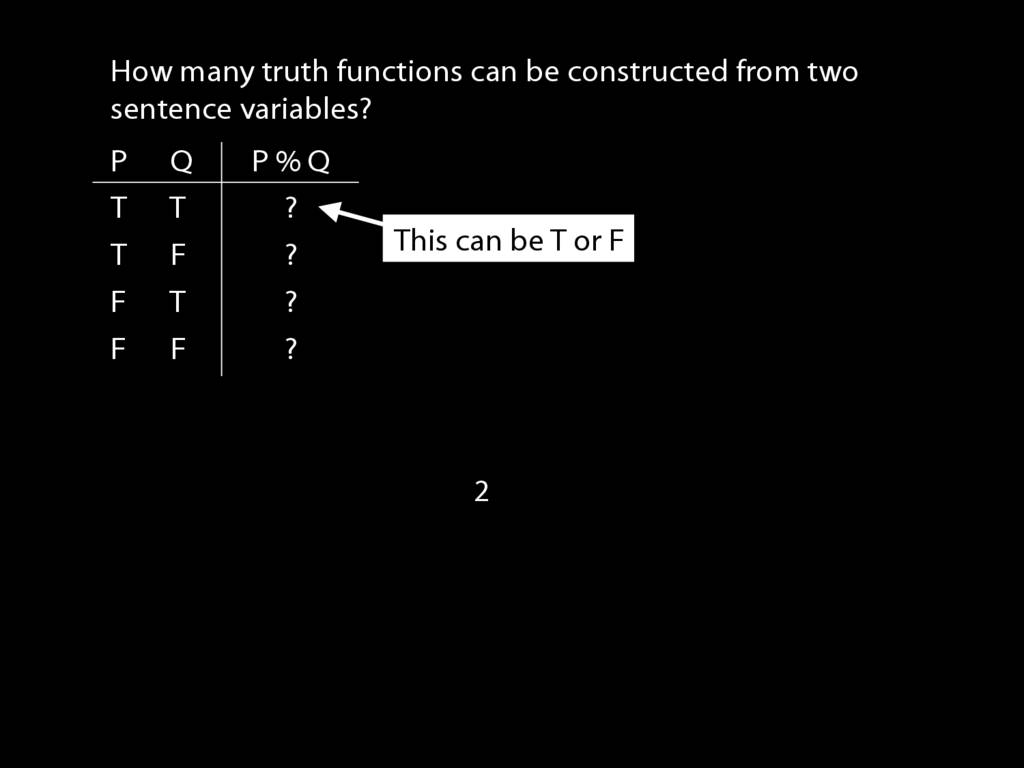 How many truth functions can be constructed from two
sentence variables?
P Q P % Q
T T ?
This can be T or F
T F ?
F T ?
F F ?
2